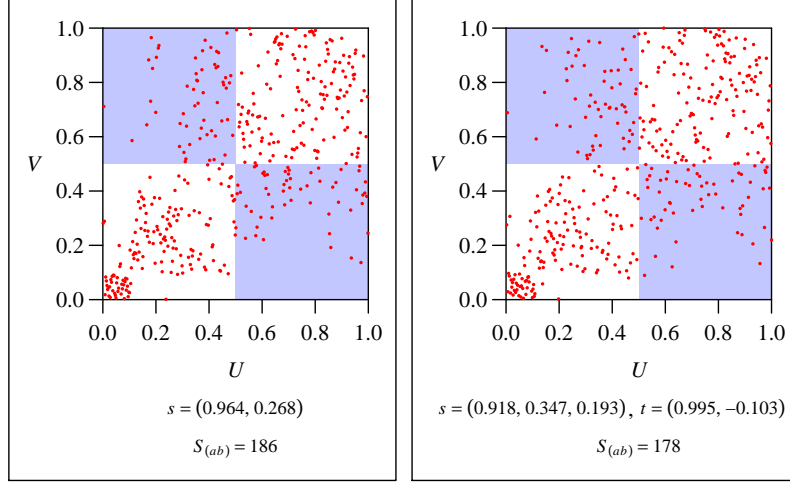 1.0
0.8
0.6
V
0.4
0.2
0.0
0.0 0.2 0.4 0.6 0.8 1.0
U
s = (0.964, 0.268)
S(ab) = 186
1.0
0.8
0.6
V
0.4
0.2
0.0
0.0 0.2 0.4 0.6 0.8 1.0
U
s = (0.918, 0.347, 0.193), t = (0.995, –0.103)
S(ab) = 178